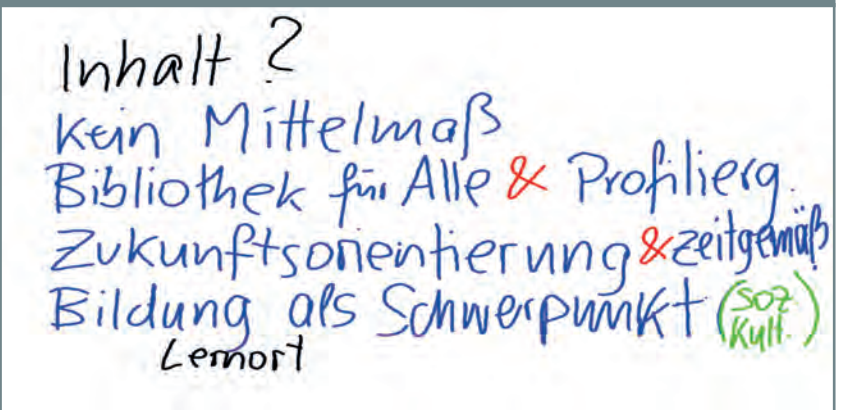 Inhalt ?
Kein Mittelmaß
Bibliothek für Alle & Profilierg.
Zukunftsorientierung & zeitgemäß
Bildung als Schwerpunkt (soz. Kult.)
Lernort